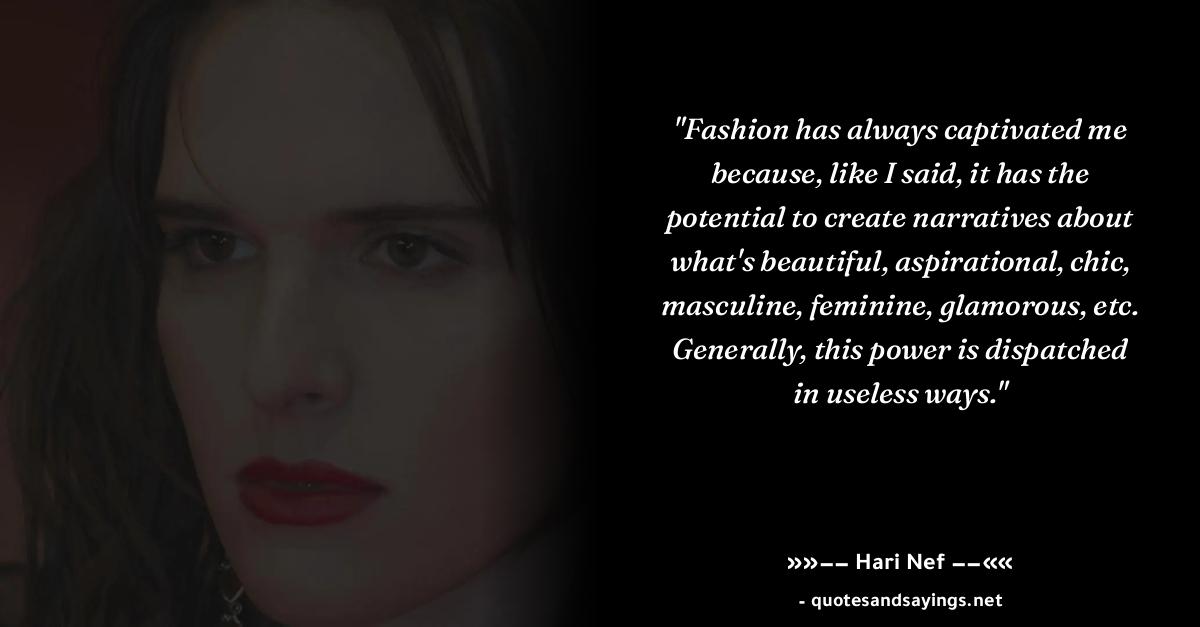 "Fashion has always captivated me
because, like I said, it has the
potential to create narratives about
what's beautiful, aspirational, chic,
masculine, feminine, glamorous, etc.
Generally, this power is dispatched
in useless ways."
»»–– Hari Nef ––««
- quotesandsayings.net